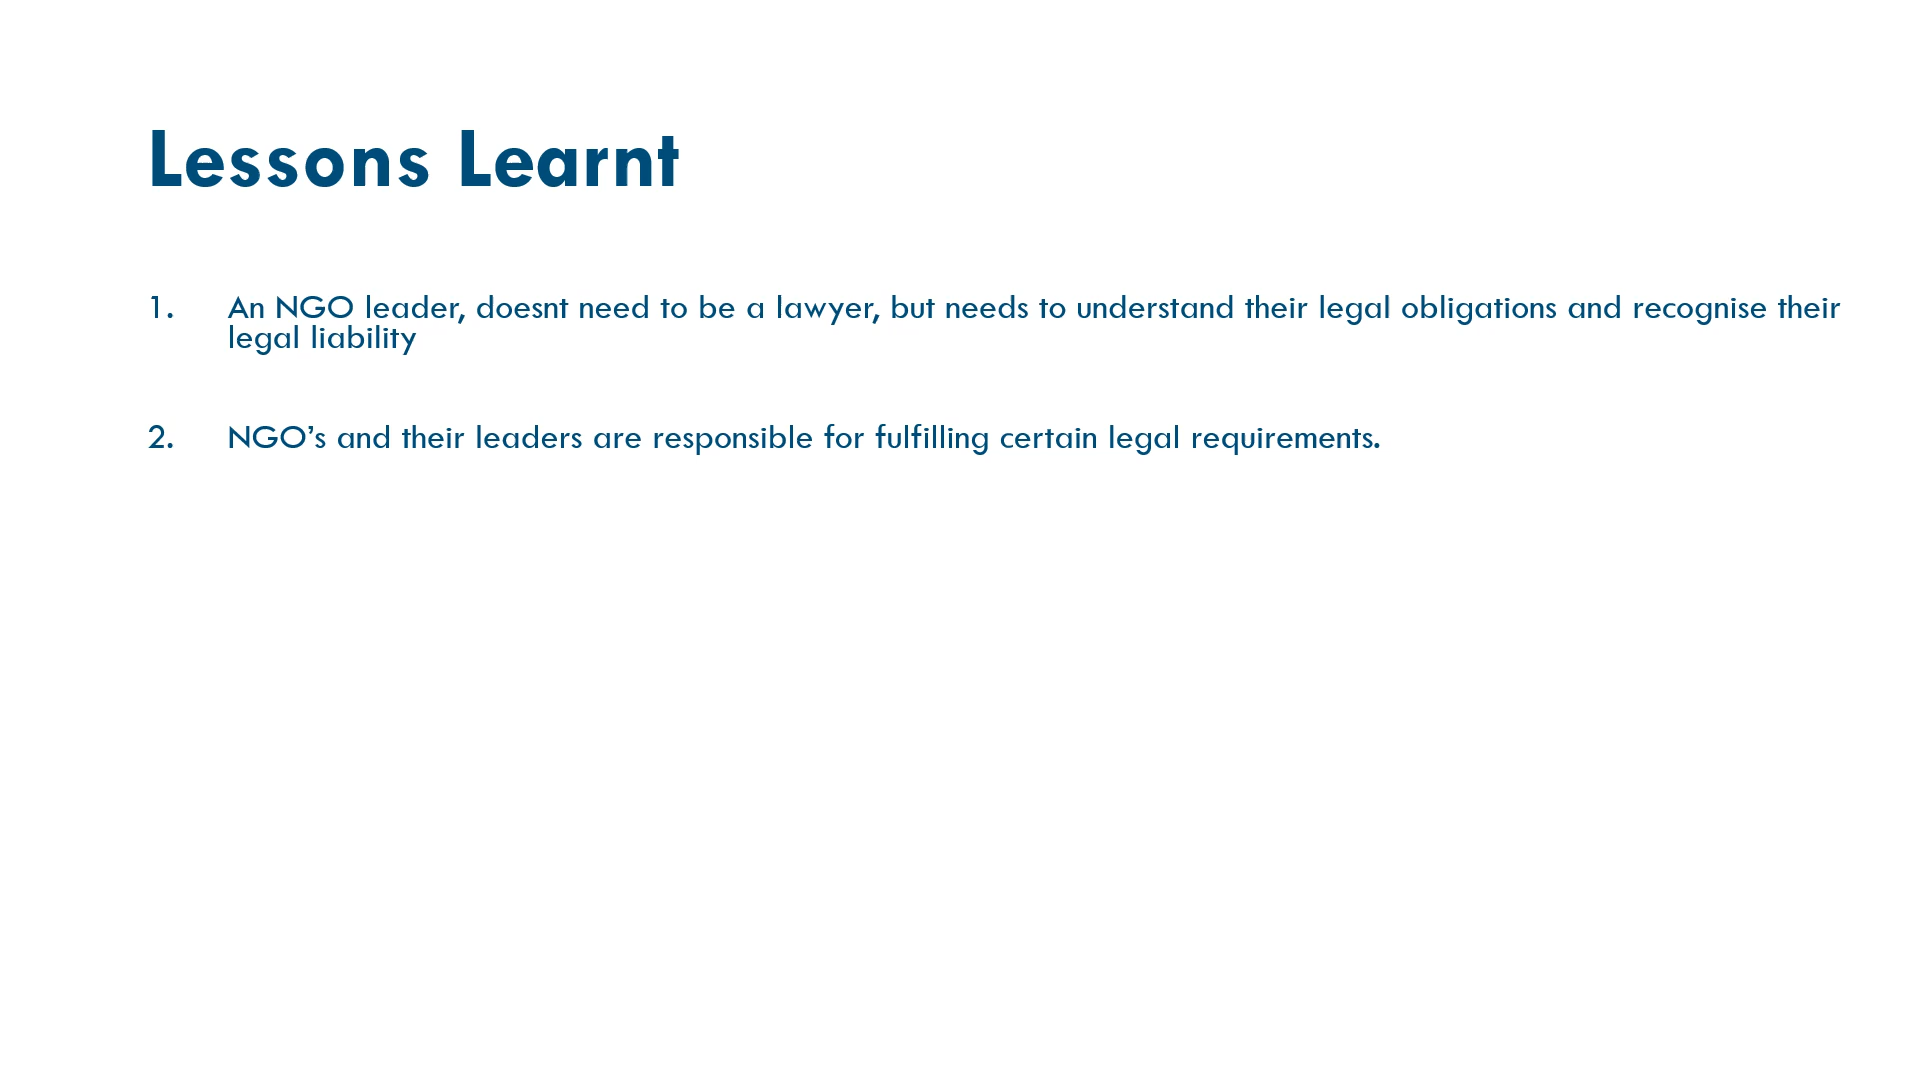 Lessons Learnt
1. An NGO leader, doesnt need to be a lawyer, but needs to understand their legal obligations and recognise their
legal liability
2. NGO’s and their leaders are responsible for fulfilling certain legal requirements.